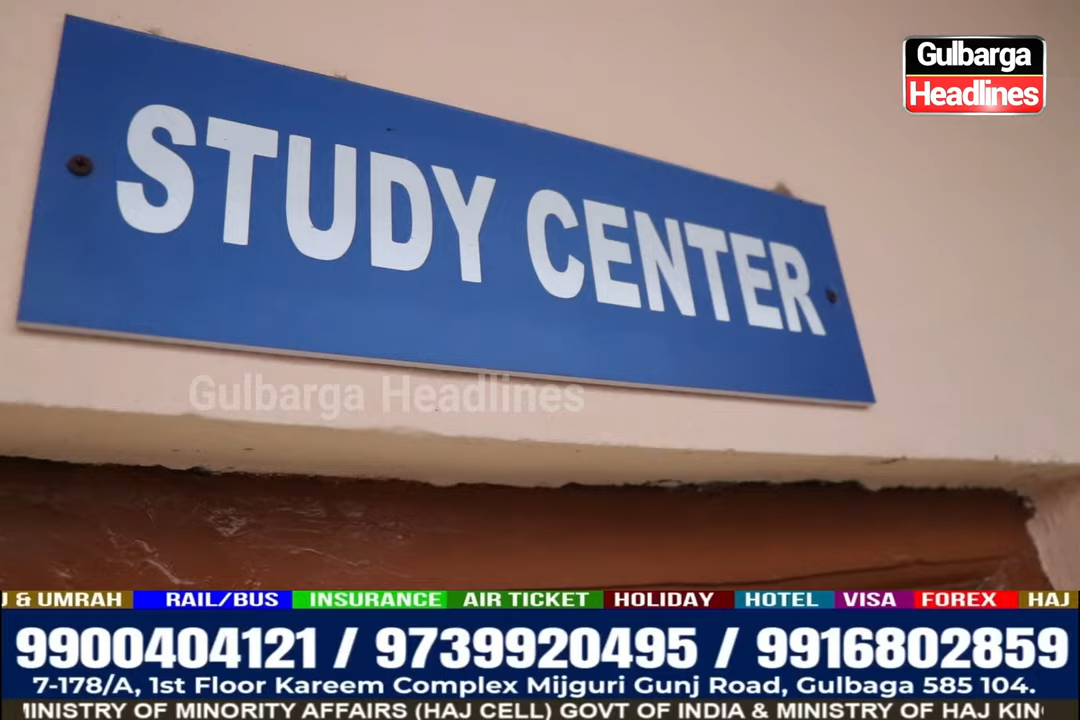 Gulbarga
Headlines
STUDY CENTER
Gulbarga Headlines
& UMRAH RAIL/BUS INSURANCE AIR TICKET HOLIDAY HOTEL VISA FOREX HAJ
9900404121 / 9739920495 / 9916802859
7-178/A, 1st Floor Kareem Complex Mijguri Gunj Road, Gulbaga 585 104.
MINISTRY OF MINORITY AFFAIRS (HAJ CELL) GOVT OF INDIA & MINISTRY OF HAJ